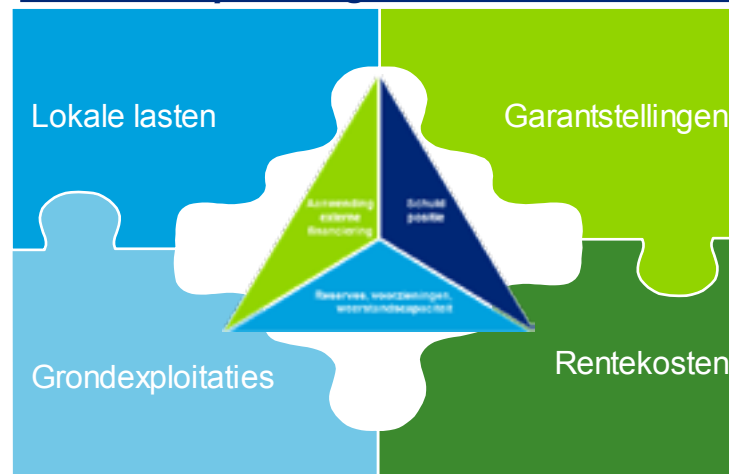 Lokale lasten
Garantstellingen
Aanwending
externe
financiering
Schuld
positie
Reserves, voorzieningen,
weerstandscapaciteit
Grondexploitaties
Rentekosten